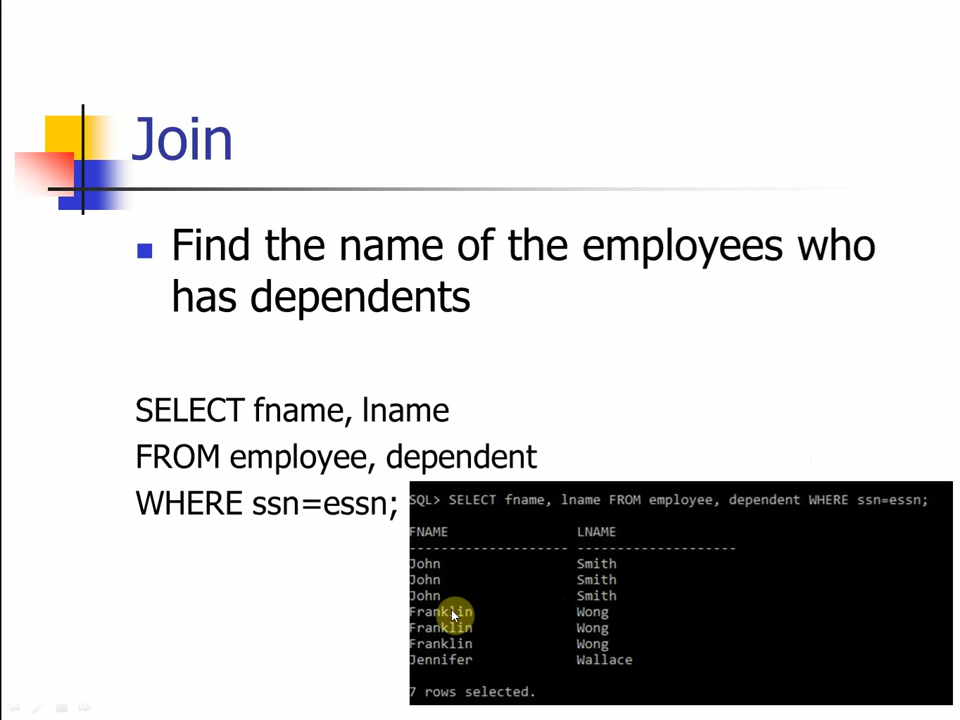 Join
Find the name of the employees who
has dependents
SELECT fname, lname
FROM employee, dependent
WHERE ssn=essn;
SQL> SELECT fname, lname FROM employee, dependent WHERE ssn=essn;
FNAME LNAME
-------------------- --------------------
John Smith
John Smith
John Smith
Franklin Wong
Franklin Wong
Franklin Wong
Jennifer Wallace
7 rows selected.